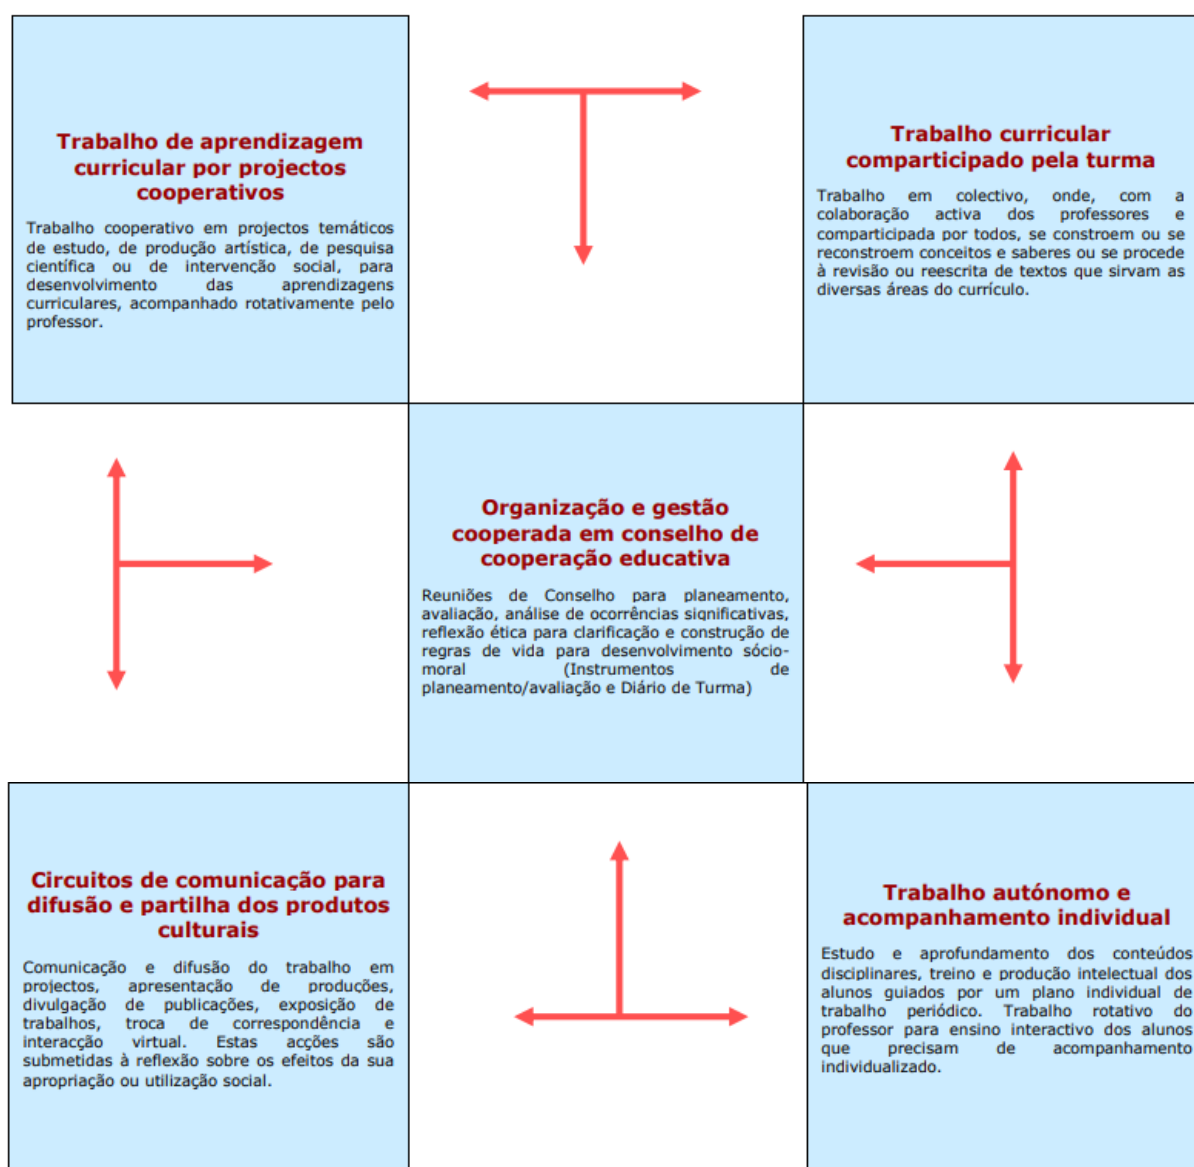 Trabalho de aprendizagem
curricular por projectos
cooperativos
Trabalho cooperativo em projectos temáticos
de estudo, de produção artística, de pesquisa
científica ou de intervenção social, para
desenvolvimento das aprendizagens
curriculares, acompanhado rotativamente pelo
professor.
Trabalho curricular
comparticipado pela turma
Trabalho em colectivo, onde, com a
colaboração activa dos professores e
comparticipada por todos, se constroem ou se
reconstroem conceitos e saberes ou se procede
à revisão ou reescrita de textos que sirvam as
diversas áreas do currículo.
Organização e gestão
cooperada em conselho de
cooperação educativa
Reuniões de Conselho para planeamento,
avaliação, análise de ocorrências significativas,
reflexão ética para clarificação e construção de
regras de vida para desenvolvimento sócio-
moral (Instrumentos de
planeamento/avaliação e Diário de Turma)
Circuitos de comunicação para
difusão e partilha dos produtos
culturais
Comunicação e difusão do trabalho em
projectos, apresentação de produções,
divulgação de publicações, exposição de
trabalhos, troca de correspondência e
interacção virtual. Estas acções são
submetidas à reflexão sobre os efeitos da sua
apropriação ou utilização social.
Trabalho autónomo e
acompanhamento individual
Estudo e aprofundamento dos conteúdos
disciplinares, treino e produção intelectual dos
alunos guiados por um plano individual de
trabalho periódico. Trabalho rotativo do
professor para ensino interactivo dos alunos
que precisam de acompanhamento
individualizado.